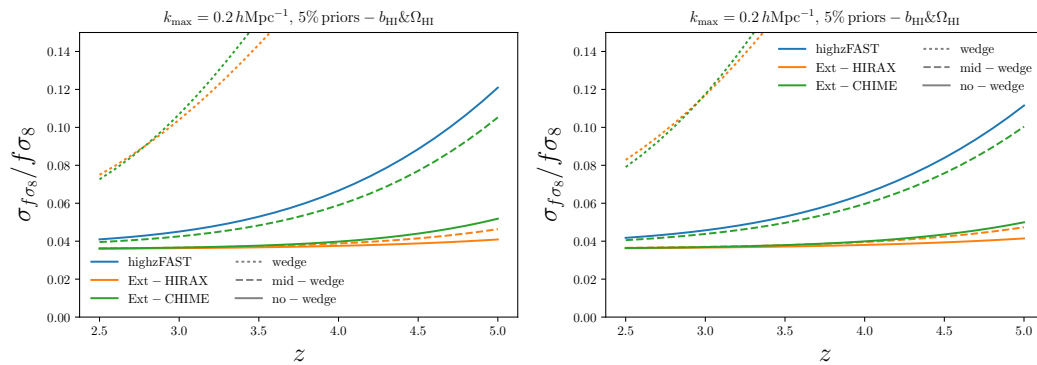 k_max = 0.2 h Mpc⁻¹, 5% priors − b_HI&Ω_HI
0.14
0.12
0.10
0.08
0.06
0.04
0.02
0.00
σ_fσ₈/fσ₈
highzFAST
Ext − HIRAX
Ext − CHIME
wedge
mid − wedge
no − wedge
2.5 3.0 3.5 4.0 4.5 5.0
z
k_max = 0.2 h Mpc⁻¹, 5% priors − b_HI&Ω_HI
0.14
0.12
0.10
0.08
0.06
0.04
0.02
0.00
σ_fσ₈/fσ₈
highzFAST
Ext − HIRAX
Ext − CHIME
wedge
mid − wedge
no − wedge
2.5 3.0 3.5 4.0 4.5 5.0
z